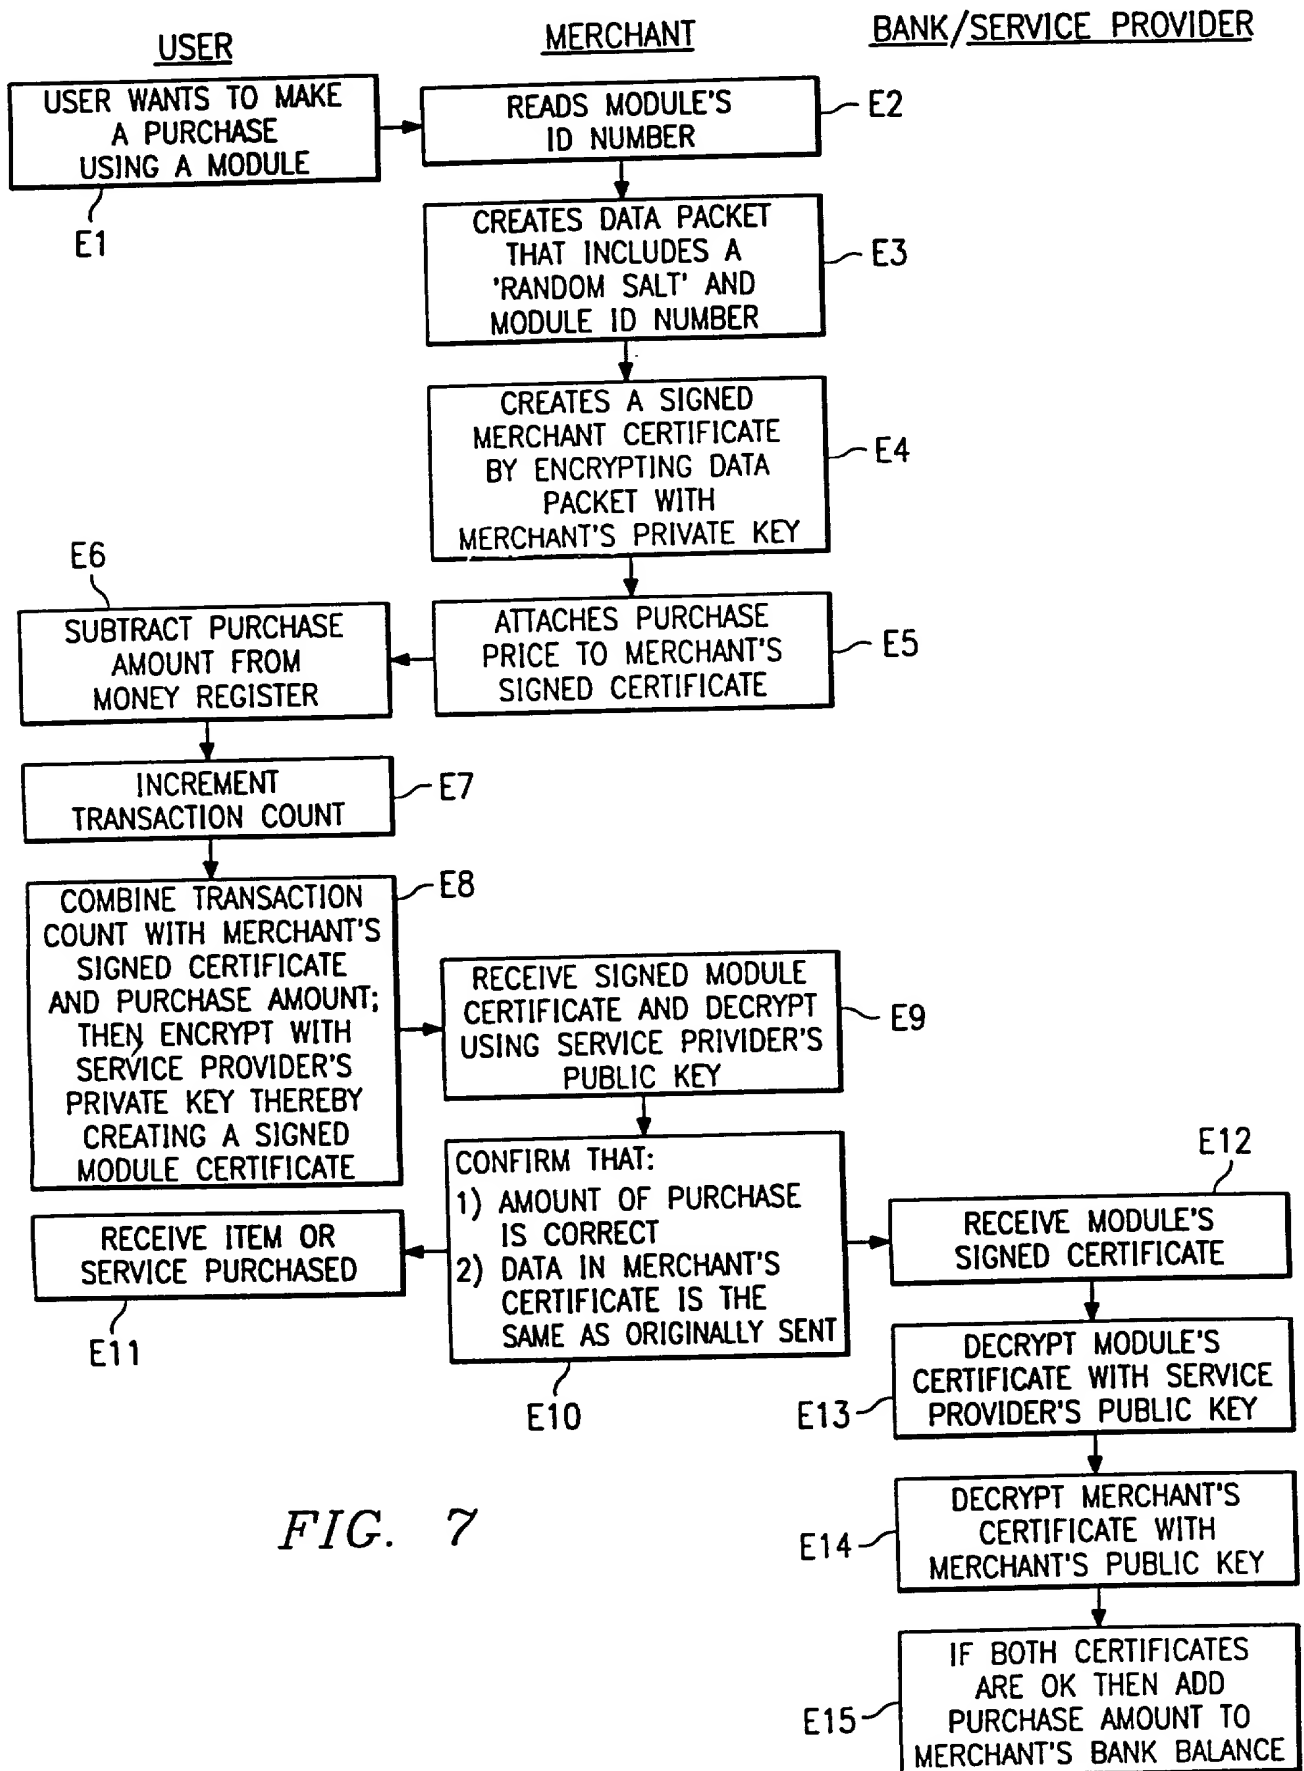 USER
MERCHANT
BANK/SERVICE PROVIDER
USER WANTS TO MAKE
A PURCHASE
USING A MODULE
E1
READS MODULE'S
ID NUMBER
E2
CREATES DATA PACKET
THAT INCLUDES A
'RANDOM SALT' AND
MODULE ID NUMBER
E3
CREATES A SIGNED
MERCHANT CERTIFICATE
BY ENCRYPTING DATA
PACKET WITH
MERCHANT'S PRIVATE KEY
E4
ATTACHES PURCHASE
PRICE TO MERCHANT'S
SIGNED CERTIFICATE
E5
E6
SUBTRACT PURCHASE
AMOUNT FROM
MONEY REGISTER
INCREMENT
TRANSACTION COUNT
E7
COMBINE TRANSACTION
COUNT WITH MERCHANT'S
SIGNED CERTIFICATE
AND PURCHASE AMOUNT;
THEN ENCRYPT WITH
SERVICE PROVIDER'S
PRIVATE KEY THEREBY
CREATING A SIGNED
MODULE CERTIFICATE
E8
RECEIVE SIGNED MODULE
CERTIFICATE AND DECRYPT
USING SERVICE PRIVIDER'S
PUBLIC KEY
E9
CONFIRM THAT:
1) AMOUNT OF PURCHASE
IS CORRECT
2) DATA IN MERCHANT'S
CERTIFICATE IS THE
SAME AS ORIGINALLY SENT
E10
RECEIVE ITEM OR
SERVICE PURCHASED
E11
E12
RECEIVE MODULE'S
SIGNED CERTIFICATE
DECRYPT MODULE'S
CERTIFICATE WITH SERVICE
PROVIDER'S PUBLIC KEY
E13
DECRYPT MERCHANT'S
CERTIFICATE WITH
MERCHANT'S PUBLIC KEY
E14
IF BOTH CERTIFICATES
ARE OK THEN ADD
PURCHASE AMOUNT TO
MERCHANT'S BANK BALANCE
E15
FIG. 7